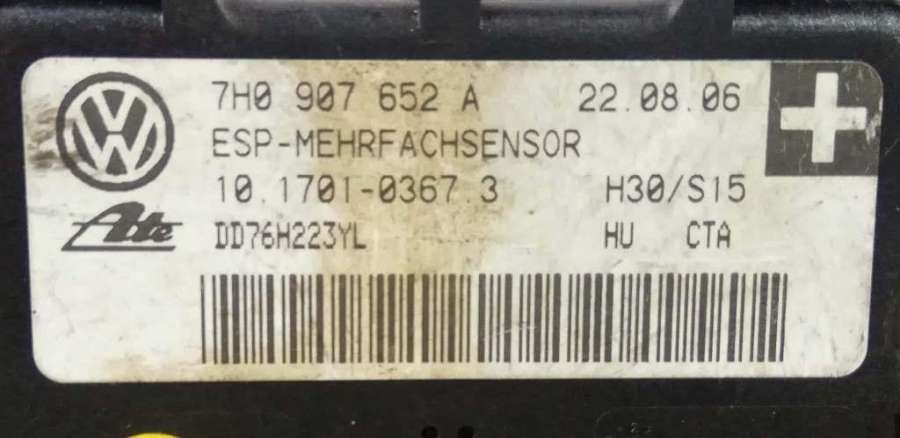 7H0 907 652 A 22.08.06
ESP-MEHRFACHSENSOR
10.1701-0367.3 H30/S15
Ate DD76H223YL HU CTA